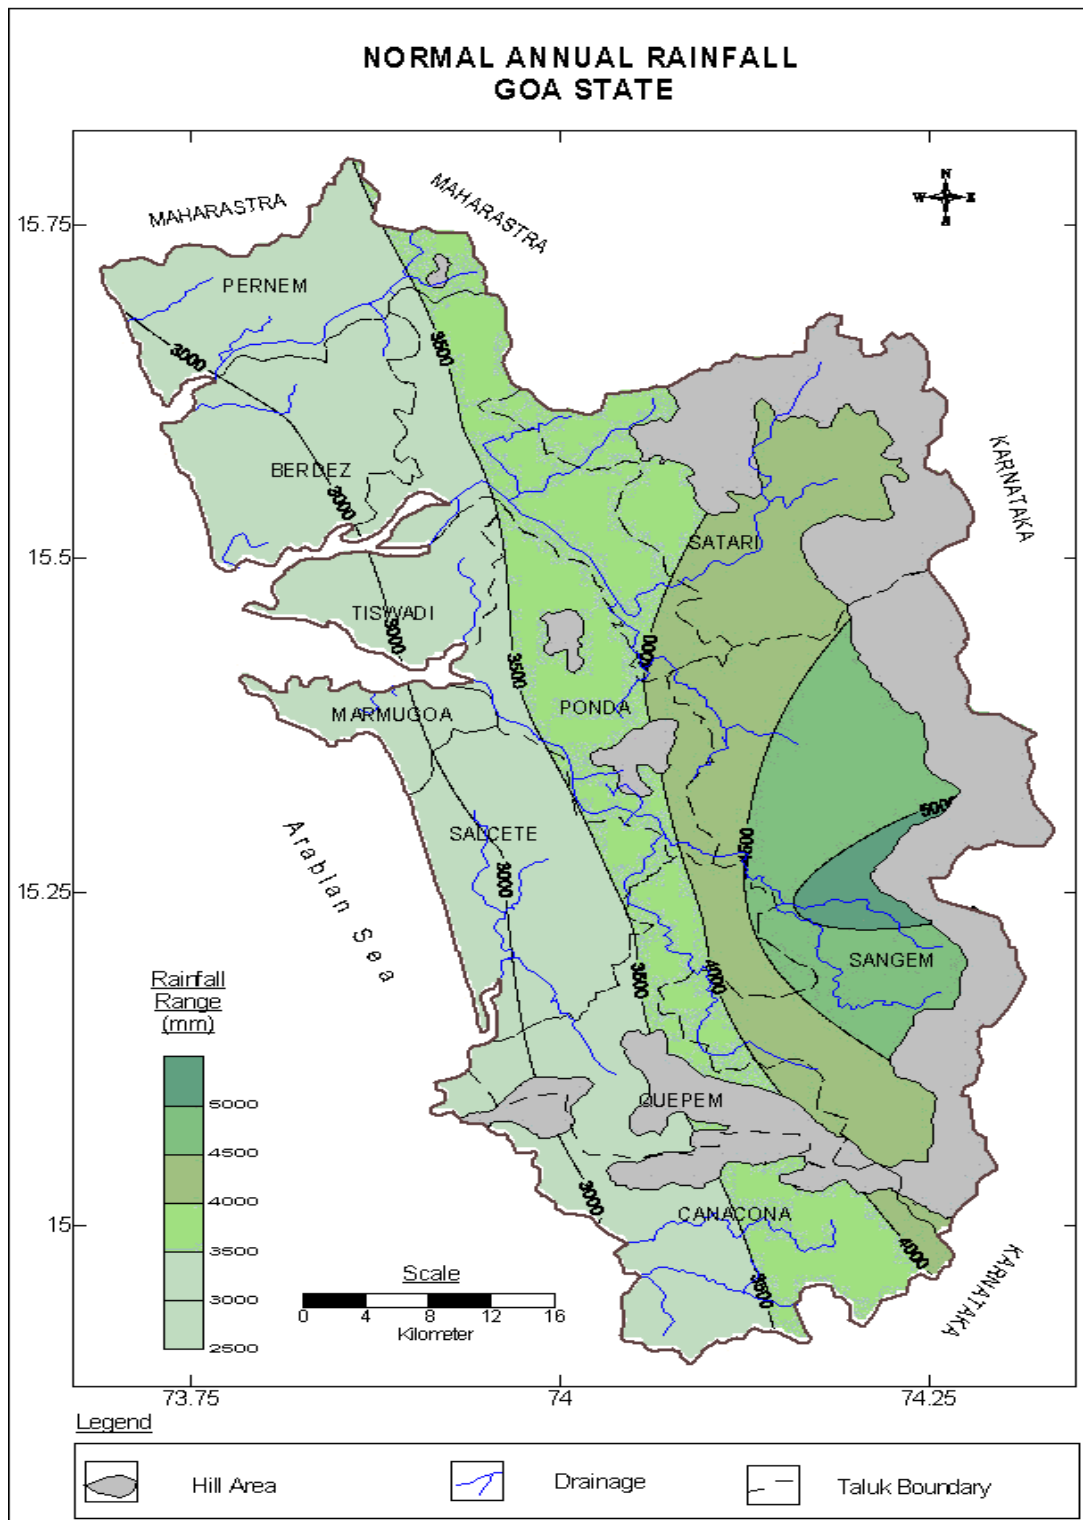 NORMAL ANNUAL RAINFALL
GOA STATE
MAHARASTRA
MAHARASTRA
N
W E
S
15.75
PERNEM
3000
3500
BERDEZ
3000
KARNATAKA
SATARI
15.5
TISWADI
3000
4000
3500
PONDA
MARMUGOA
5000
SALCETE
4500
Arabian Sea
3000
15.25
SANGEM
3500
4000
Rainfall
Range
(mm)
QUEPEM
5000
4500
4000
3500
3000
2500
3000
CANACONA
15
4000
KARNATAKA
3500
Scale
0 4 8 12 16
Kilometer
73.75 74 74.25
Legend
Hill Area
Drainage
Taluk Boundary